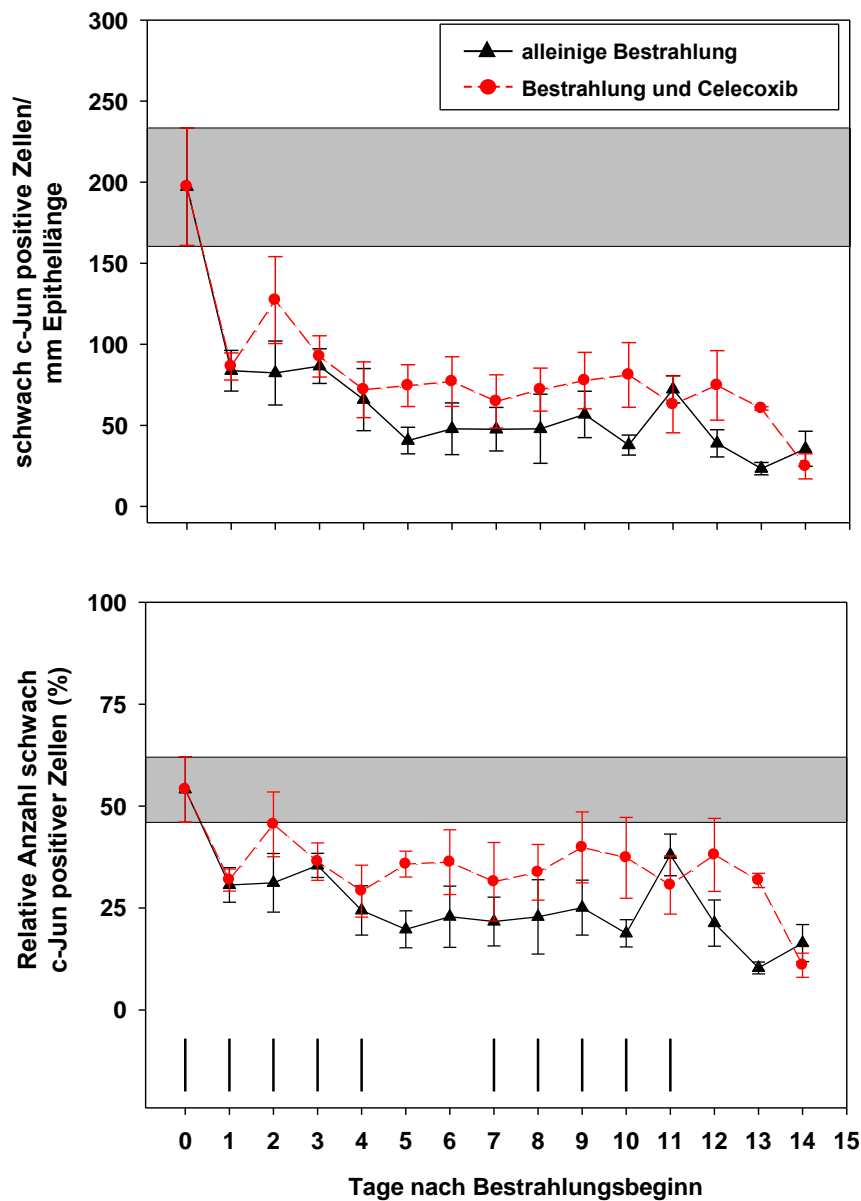 schwach c-Jun positive Zellen/
mm Epithellänge
300
250
200
150
100
50
0
alleinige Bestrahlung
Bestrahlung und Celecoxib
Relative Anzahl schwach
c-Jun positiver Zellen (%)
100
75
50
25
0
0 1 2 3 4 5 6 7 8 9 10 11 12 13 14 15
Tage nach Bestrahlungsbeginn